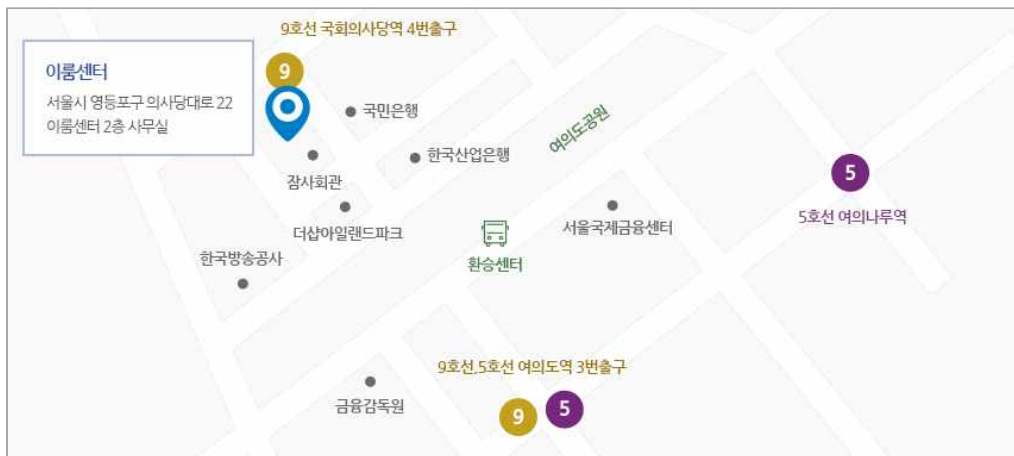 9호선 국회의사당역 4번출구
이룸센터
서울시 영등포구 의사당대로 22
이룸센터 2층 사무실
9
국민은행
여의도공원
한국산업은행
잠사회관
5
5호선 여의나루역
더샵아일랜드파크
서울국제금융센터
한국방송공사
환승센터
9호선,5호선 여의도역 3번출구
금융감독원
9
5